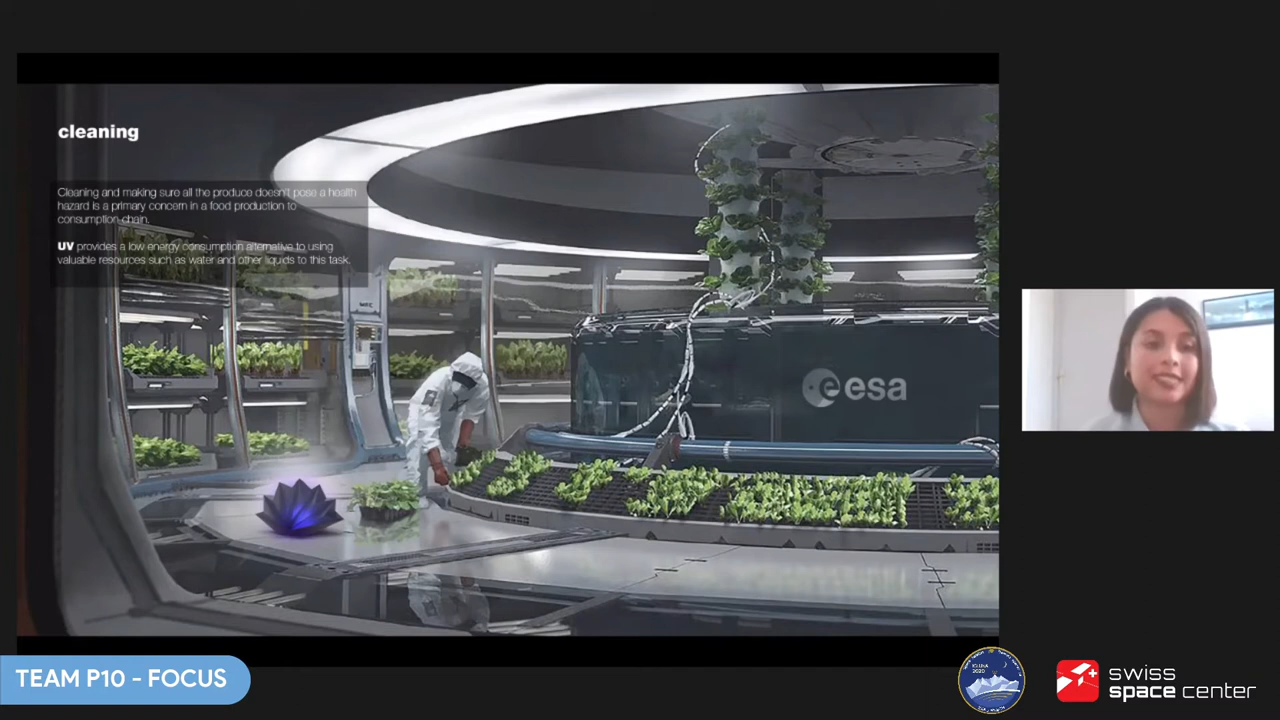 cleaning
Cleaning and making sure all the produce doesn't pose a health
hazard is a primary concern in a food production to
consumption chain.
UV provides a low energy consumption alternative to using
valuable resources such as water and other liquids to this task.
esa
TEAM P10 - FOCUS
IGLUNA
2020
swiss
space center